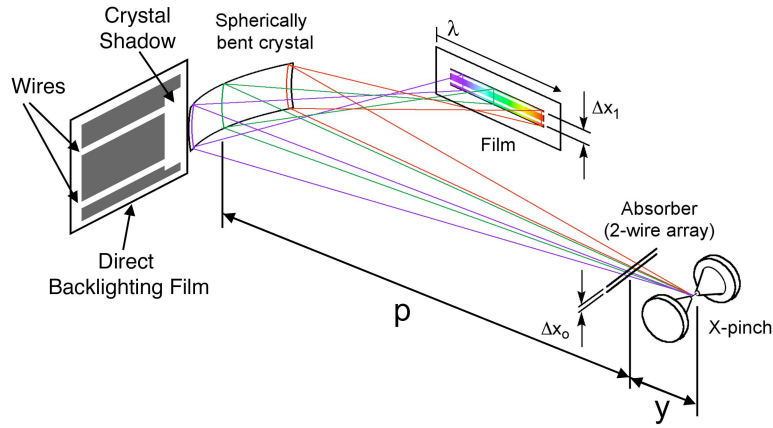 Crystal
Shadow
Spherically
bent crystal
Wires
λ
Δx₁
Film
Direct
Backlighting Film
Absorber
(2-wire array)
Δxₒ
X-pinch
p
y